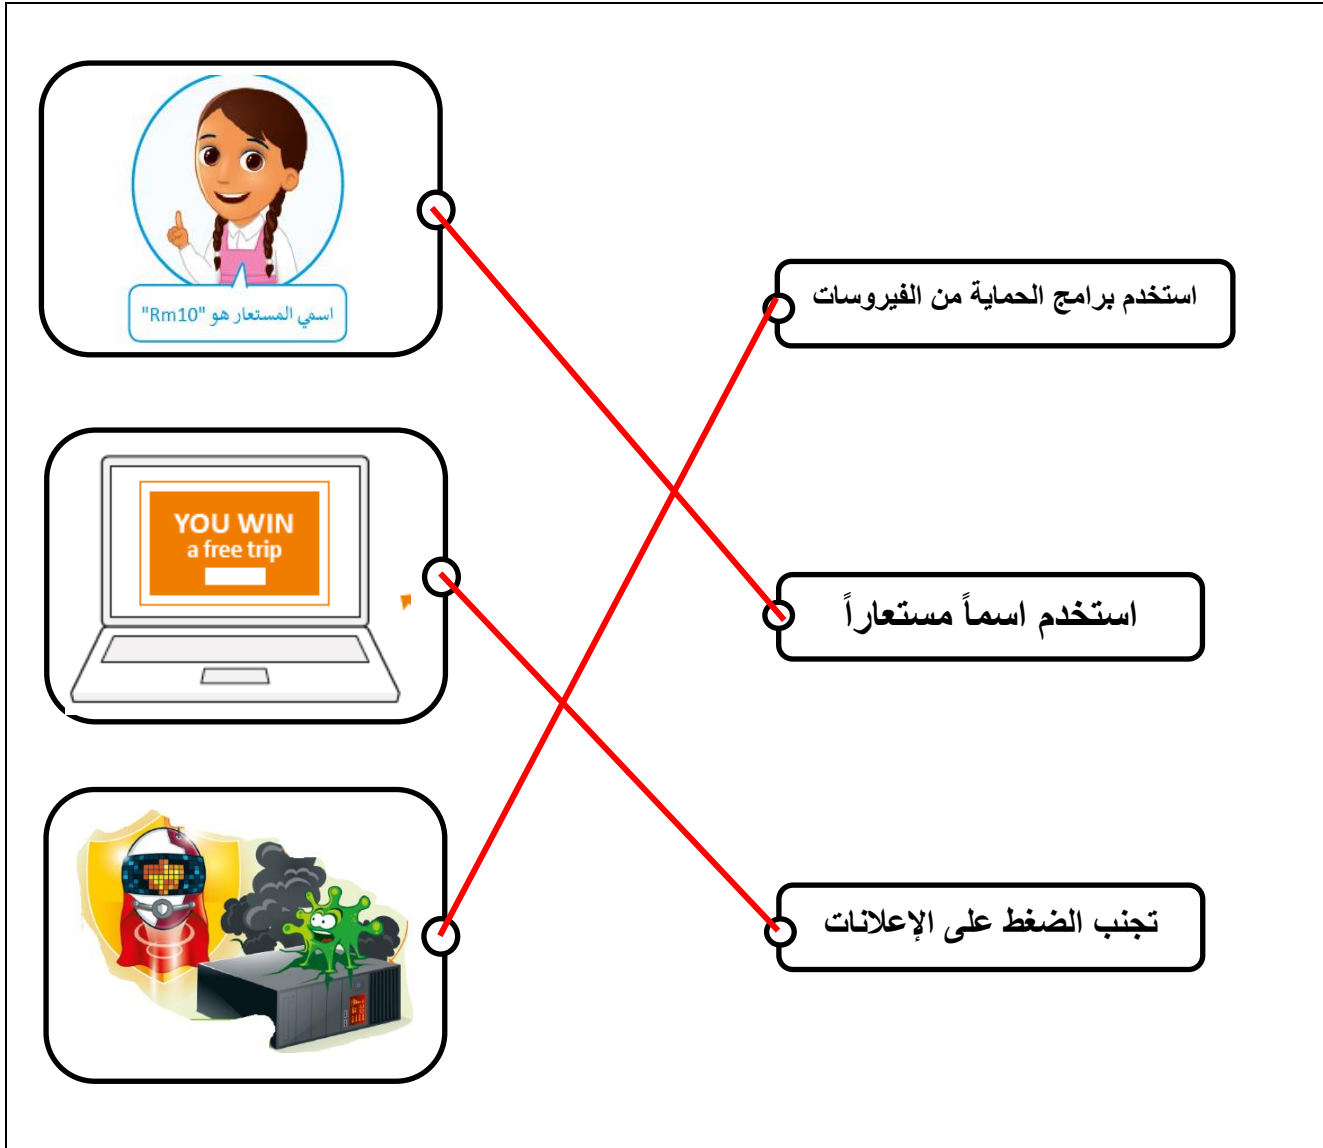 اسمي المستعار هو "Rm10"
استخدم برامج الحماية من الفيروسات
YOU WIN
a free trip
استخدم اسماً مستعاراً
تجنب الضغط على الإعلانات